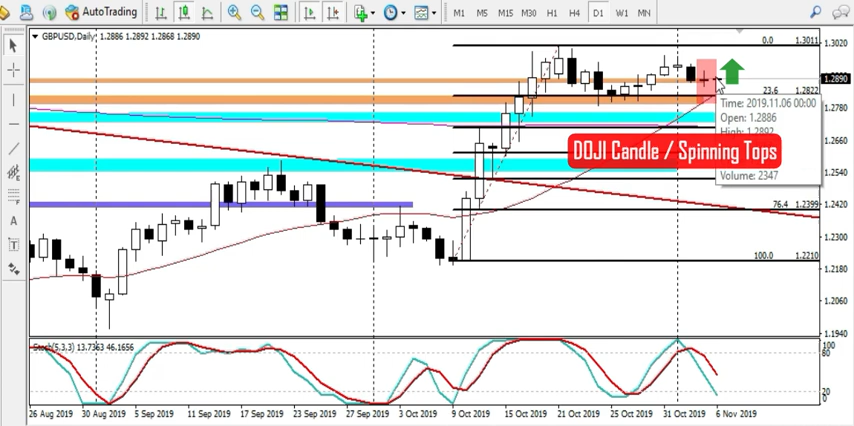 AutoTrading
M1 M5 M15 M30 H1 H4 D1 W1 MN
GBPUSD,Daily 1.2886 1.2892 1.2868 1.2890
0.0 1.3011
1.3020
1.2890
23.6 1.2822
Time: 2019.11.06 00:00
Open: 1.2886
High: 1.2892
1.2780
1.2660
DOJI Candle / Spinning Tops
Volume: 2347
1.2540
76.4 1.2399
1.2420
1.2300
100.0 1.2210
1.2180
1.2060
1.1940
Stoch(5,3,3) 13.7363 46.1656
100
80
20
0
26 Aug 2019 30 Aug 2019 5 Sep 2019 11 Sep 2019 17 Sep 2019 23 Sep 2019 27 Sep 2019 3 Oct 2019 9 Oct 2019 15 Oct 2019 21 Oct 2019 25 Oct 2019 31 Oct 2019 6 Nov 2019